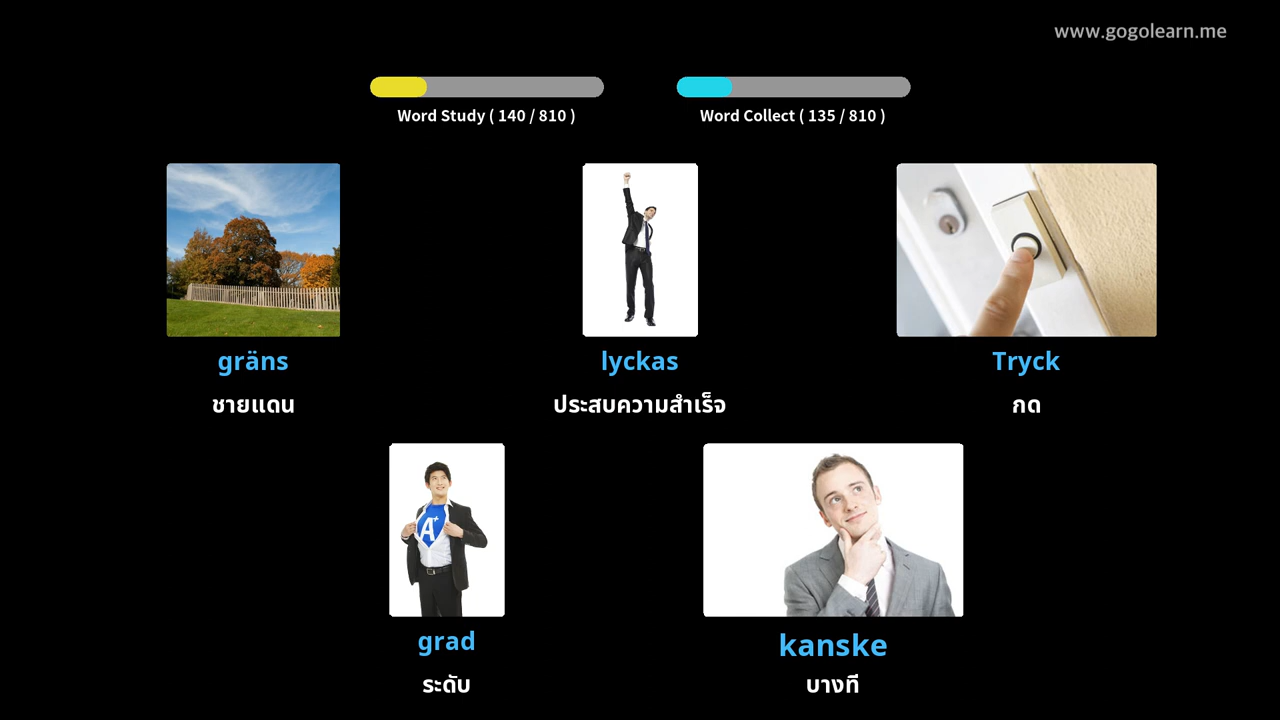 www.gogolearn.me
Word Study ( 140 / 810 )
Word Collect ( 135 / 810 )
gräns
ชายแดน
lyckas
ประสบความสำเร็จ
Tryck
กด
A+
grad
ระดับ
kanske
บางที